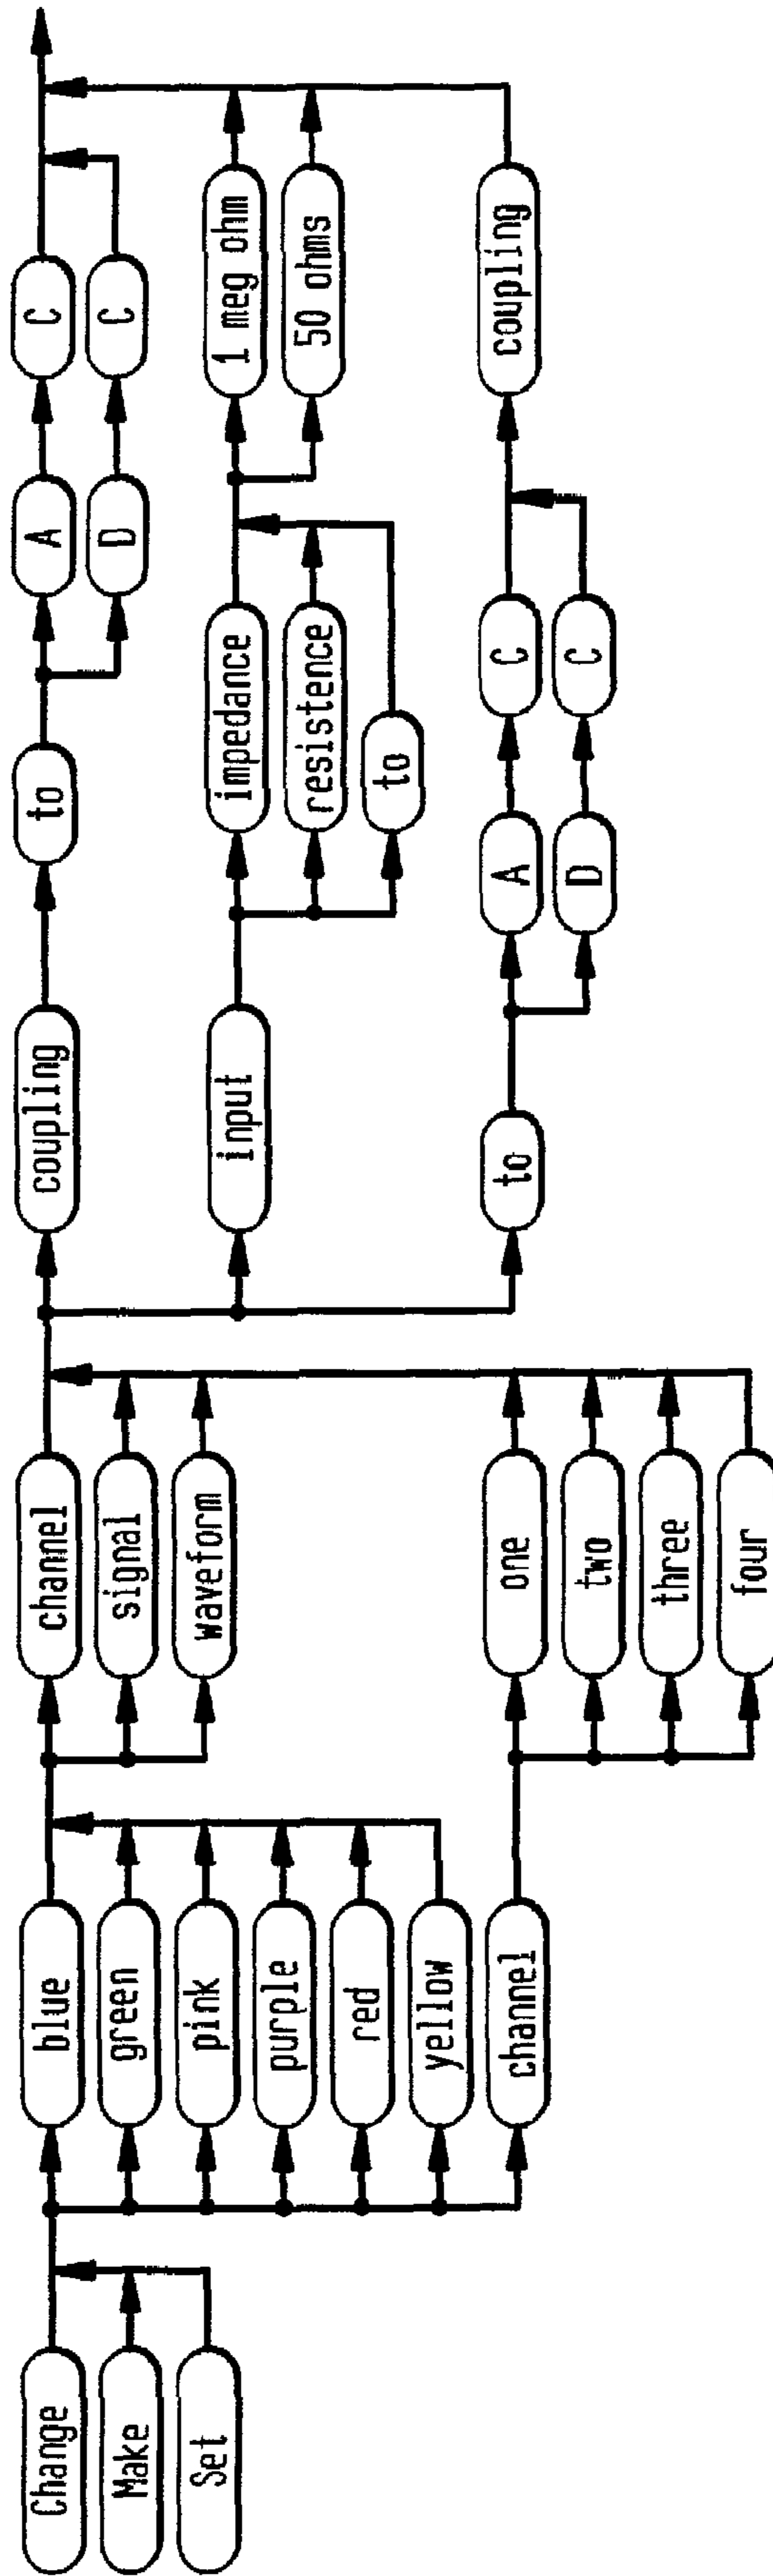 Change
Make
Set
blue
green
pink
purple
red
yellow
channel
channel
signal
waveform
one
two
three
four
coupling
to
A
C
D
C
input
impedance
resistence
to
1 meg ohm
50 ohms
to
A
C
D
C
coupling